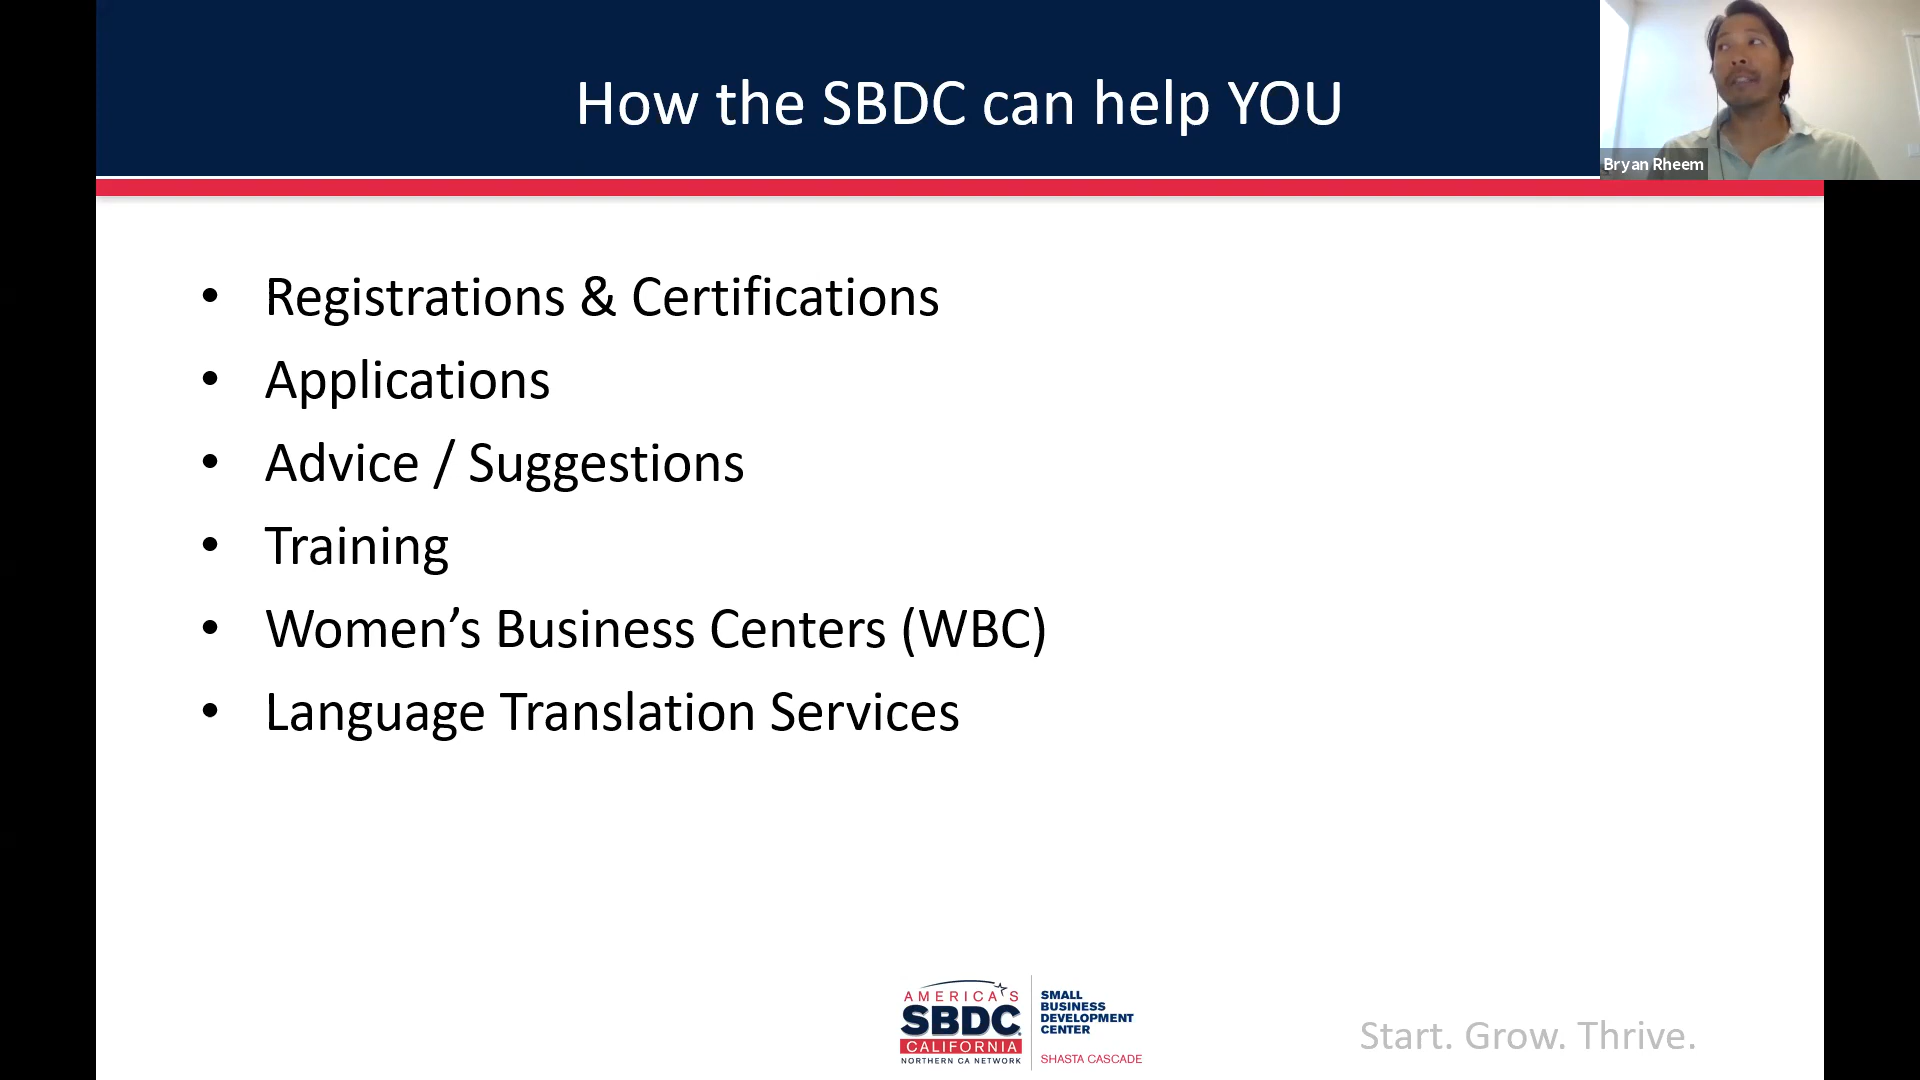 How the SBDC can help YOU
Bryan Rheem
• Registrations & Certifications
• Applications
• Advice / Suggestions
• Training
• Women’s Business Centers (WBC)
• Language Translation Services
AMERICA'S
SBDC
CALIFORNIA
NORTHERN CA NETWORK
SMALL
BUSINESS
DEVELOPMENT
CENTER
SHASTA CASCADE
Start. Grow. Thrive.